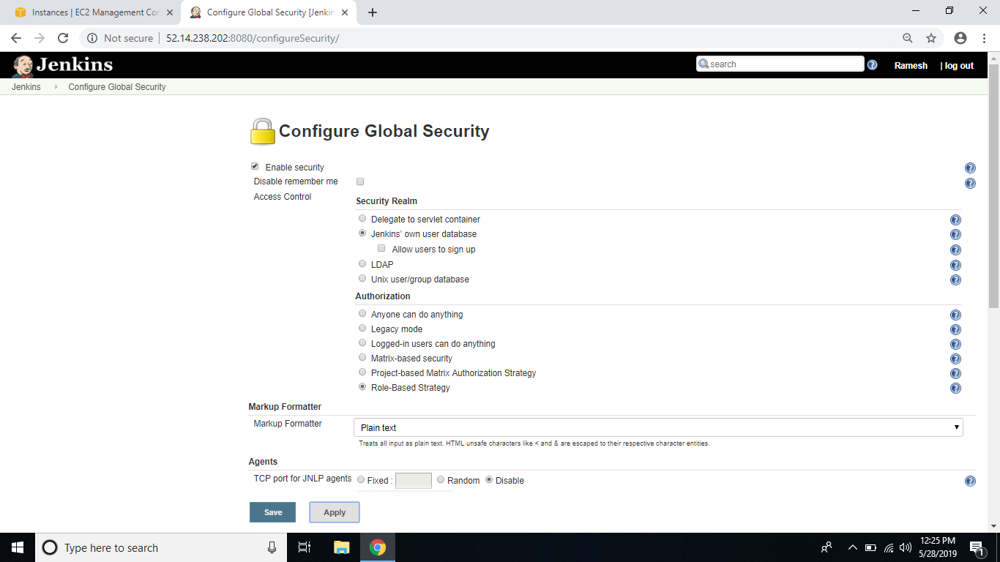 Instances | EC2 Management Con
Configure Global Security [Jenkin
Not secure | 52.14.238.202:8080/configureSecurity/
Jenkins
search
Ramesh | log out
Jenkins Configure Global Security
Configure Global Security
Enable security
Disable remember me
Access Control
Security Realm
Delegate to servlet container
Jenkins' own user database
Allow users to sign up
LDAP
Unix user/group database
Authorization
Anyone can do anything
Legacy mode
Logged-in users can do anything
Matrix-based security
Project-based Matrix Authorization Strategy
Role-Based Strategy
Markup Formatter
Markup Formatter
Plain text
Treats all input as plain text. HTML unsafe characters like < and & are escaped to their respective character entities.
Agents
TCP port for JNLP agents Fixed : Random Disable
Save Apply
Type here to search
12:25 PM
5/28/2019
1